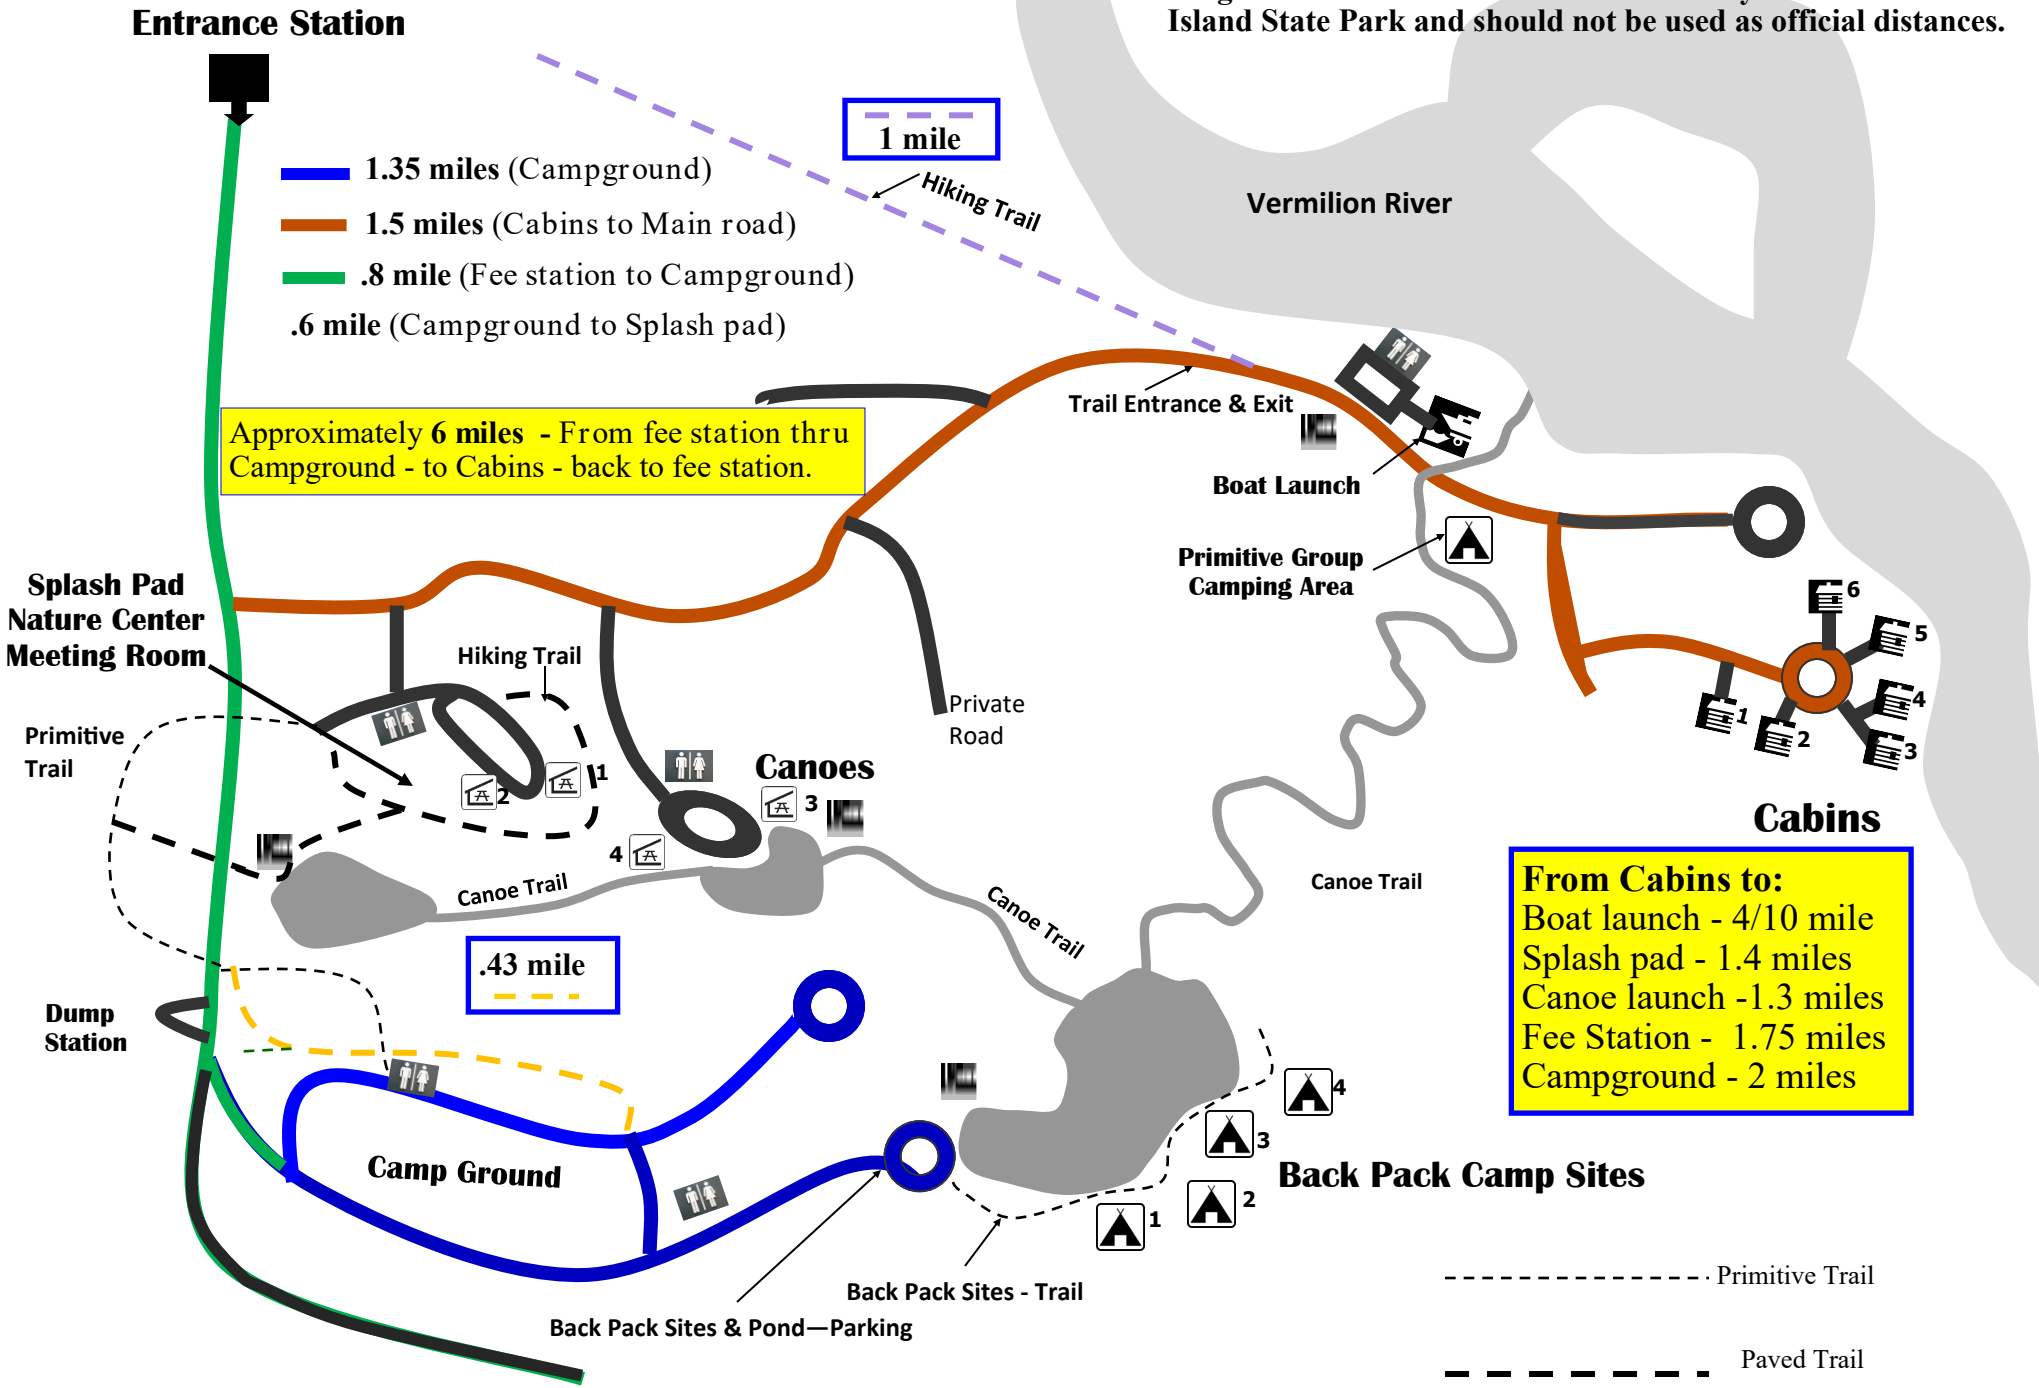 Island State Park and should not be used as official distances.
Entrance Station
1 mile
1.35 miles (Campground)
1.5 miles (Cabins to Main road)
.8 mile (Fee station to Campground)
.6 mile (Campground to Splash pad)
Hiking Trail
Vermilion River
Trail Entrance & Exit
Approximately 6 miles - From fee station thru
Campground - to Cabins - back to fee station.
Boat Launch
Primitive Group
Camping Area
Splash Pad
Nature Center
Meeting Room
Hiking Trail
Primitive
Trail
Private
Road
6
5
4
3
2
1
Canoes
1
2
3
4
Cabins
Canoe Trail
Canoe Trail
Canoe Trail
From Cabins to:
Boat launch - 4/10 mile
Splash pad - 1.4 miles
Canoe launch -1.3 miles
Fee Station - 1.75 miles
Campground - 2 miles
.43 mile
Dump
Station
Camp Ground
4
3
2
1
Back Pack Camp Sites
Back Pack Sites - Trail
Back Pack Sites & Pond—Parking
Primitive Trail
Paved Trail